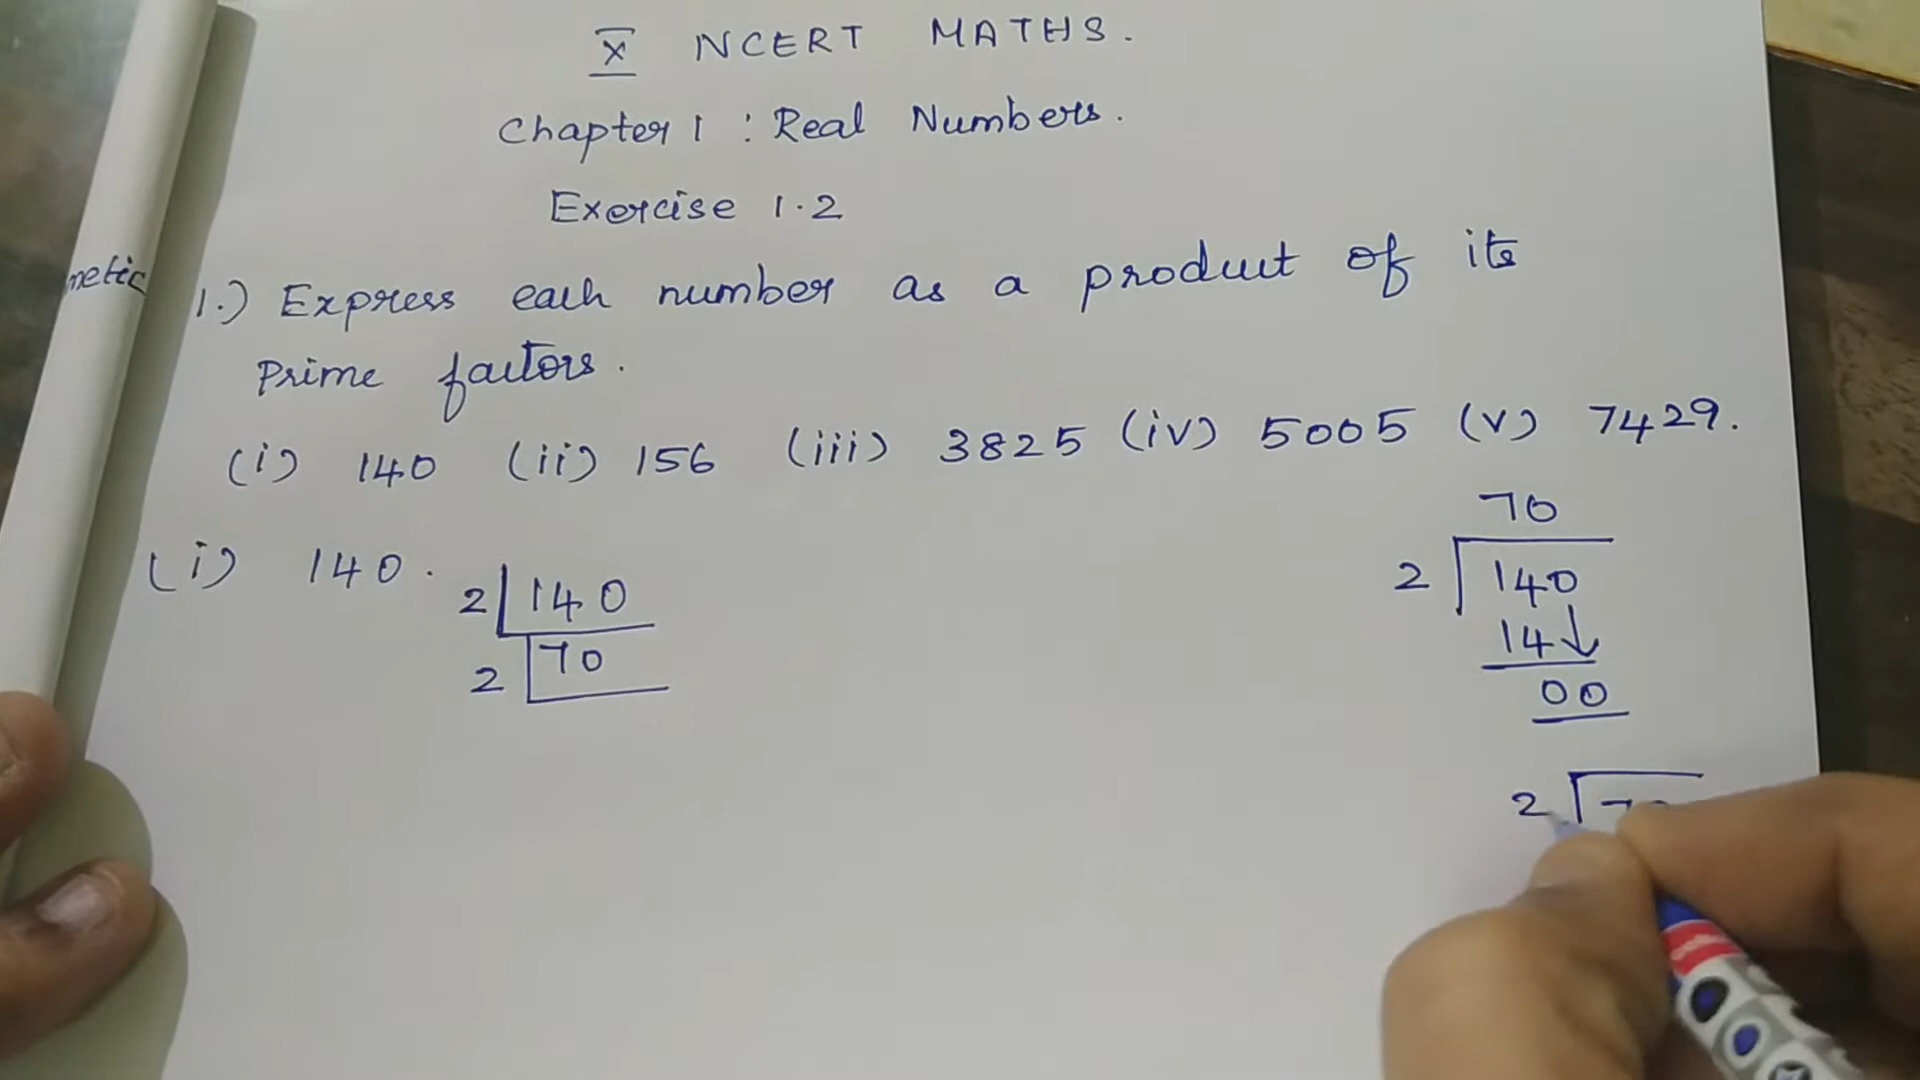 X NCERT MATHS.
Chapter 1 : Real Numbers.
Exercise 1.2
netic
1.) Express each number as a product of its
Prime factors.
(i) 140 (ii) 156 (iii) 3825 (iv) 5005 (v) 7429.
(i) 140.
2 140
2 70
70
2 140
14
00
2